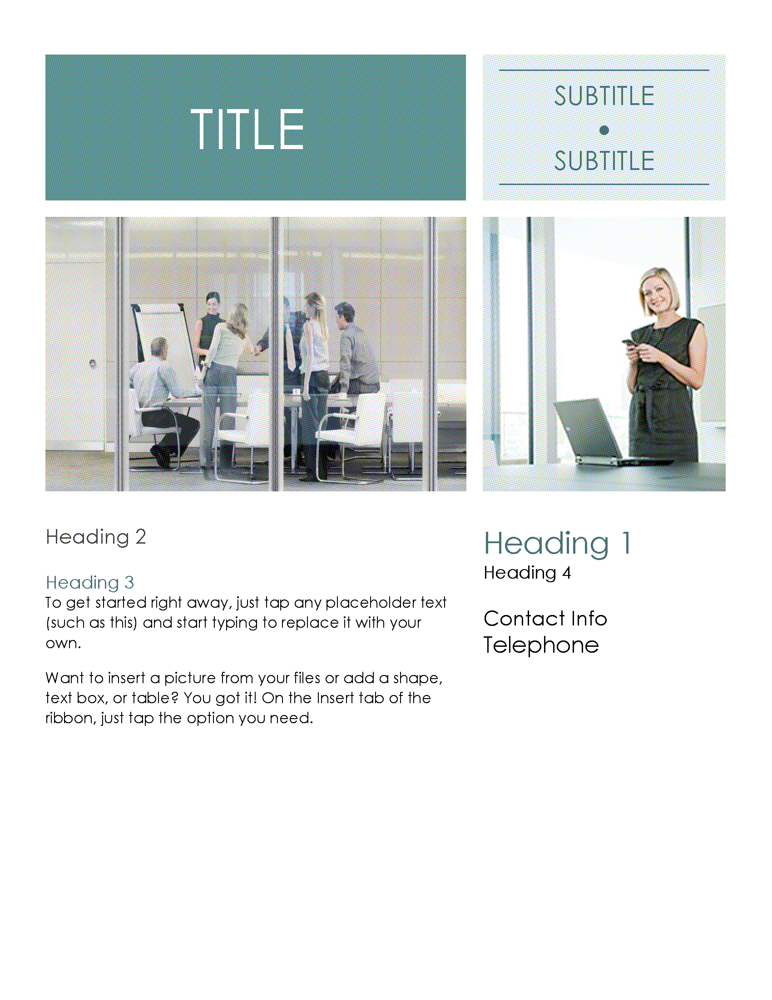 TITLE
SUBTITLE
●
SUBTITLE
Heading 2
Heading 3
To get started right away, just tap any placeholder text
(such as this) and start typing to replace it with your
own.
Want to insert a picture from your files or add a shape,
text box, or table? You got it! On the Insert tab of the
ribbon, just tap the option you need.
Heading 1
Heading 4
Contact Info
Telephone